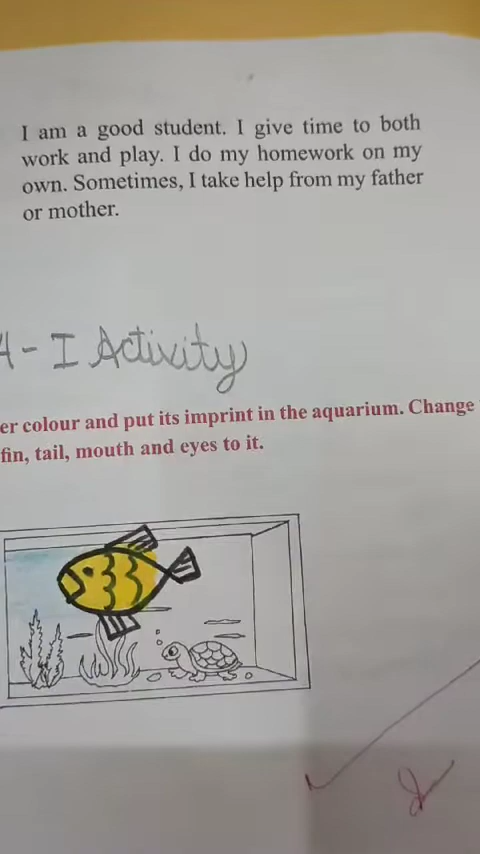 I am a good student. I give time to both
work and play. I do my homework on my
own. Sometimes, I take help from my father
or mother.
- I Activity
er colour and put its imprint in the aquarium. Change
fin, tail, mouth and eyes to it.